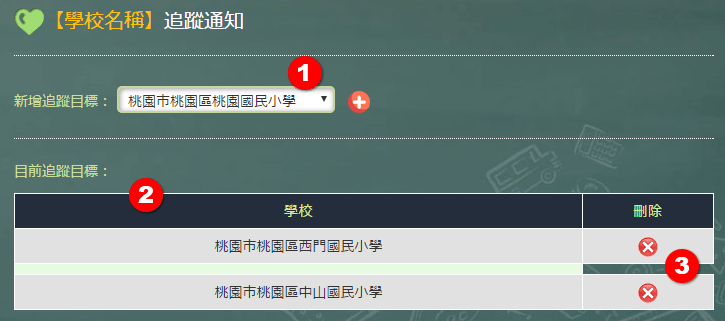 【學校名稱】追蹤通知
1
新增追蹤目標： 桃園市桃園區桃園國民小學
目前追蹤目標：
2
學校 刪除
桃園市桃園區西門國民小學
3
桃園市桃園區中山國民小學